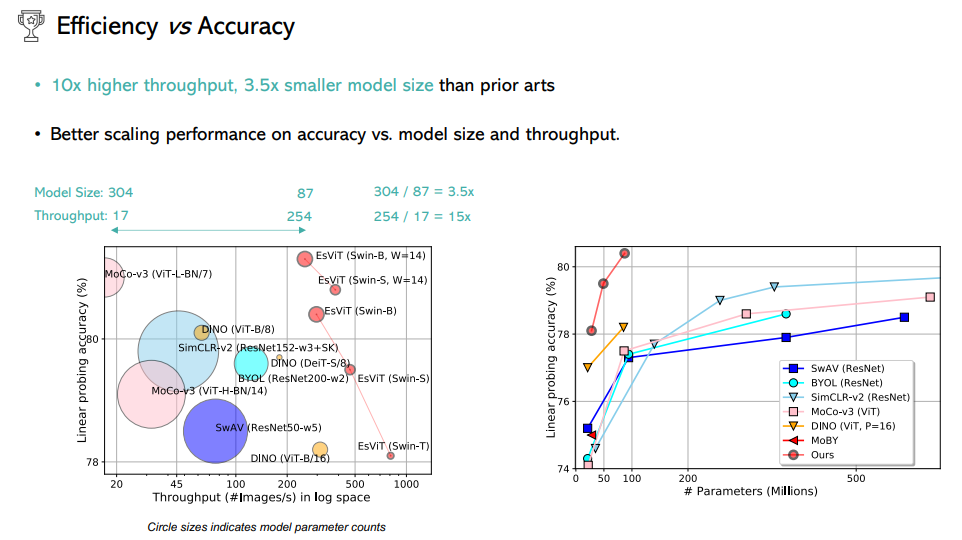 Efficiency vs Accuracy
• 10x higher throughput, 3.5x smaller model size than prior arts
• Better scaling performance on accuracy vs. model size and throughput.
Model Size: 304
87
304 / 87 = 3.5x
Throughput: 17
254
254 / 17 = 15x
Linear probing accuracy (%)
80
78
MoCo-v3 (ViT-L-BN/7)
EsViT (Swin-B, W=14)
EsViT (Swin-S, W=14)
EsViT (Swin-B)
DINO (ViT-B/8)
SimCLR-v2 (ResNet152-w3+SK)
DINO (DeiT-S/8)
BYOL (ResNet200-w2)
EsViT (Swin-S)
MoCo-v3 (ViT-H-BN/14)
SwAV (ResNet50-w5)
EsViT (Swin-T)
DINO (ViT-B/16)
20
45
100
200
500
1000
Throughput (#Images/s) in log space
Circle sizes indicates model parameter counts
Linear probing accuracy (%)
80
78
76
74
SwAV (ResNet)
BYOL (ResNet)
SimCLR-v2 (ResNet)
MoCo-v3 (ViT)
DINO (ViT, P=16)
MoBY
Ours
0
50
100
200
500
# Parameters (Millions)